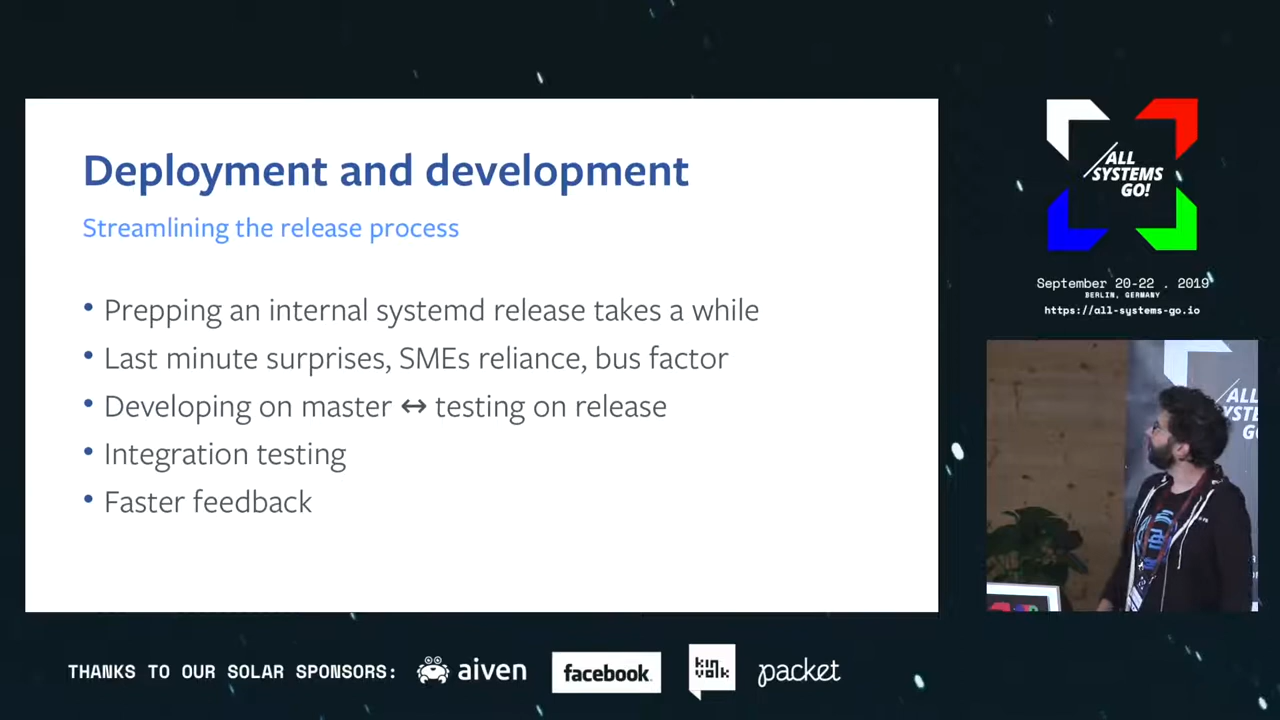 Deployment and development
Streamlining the release process
• Prepping an internal systemd release takes a while
• Last minute surprises, SMEs reliance, bus factor
• Developing on master ↔ testing on release
• Integration testing
• Faster feedback
ALL
SYSTEMS
GO!
September 20-22 . 2019
BERLIN, GERMANY
https://all-systems-go.io
THANKS TO OUR SOLAR SPONSORS:
aiven
facebook
kinvolk
packet